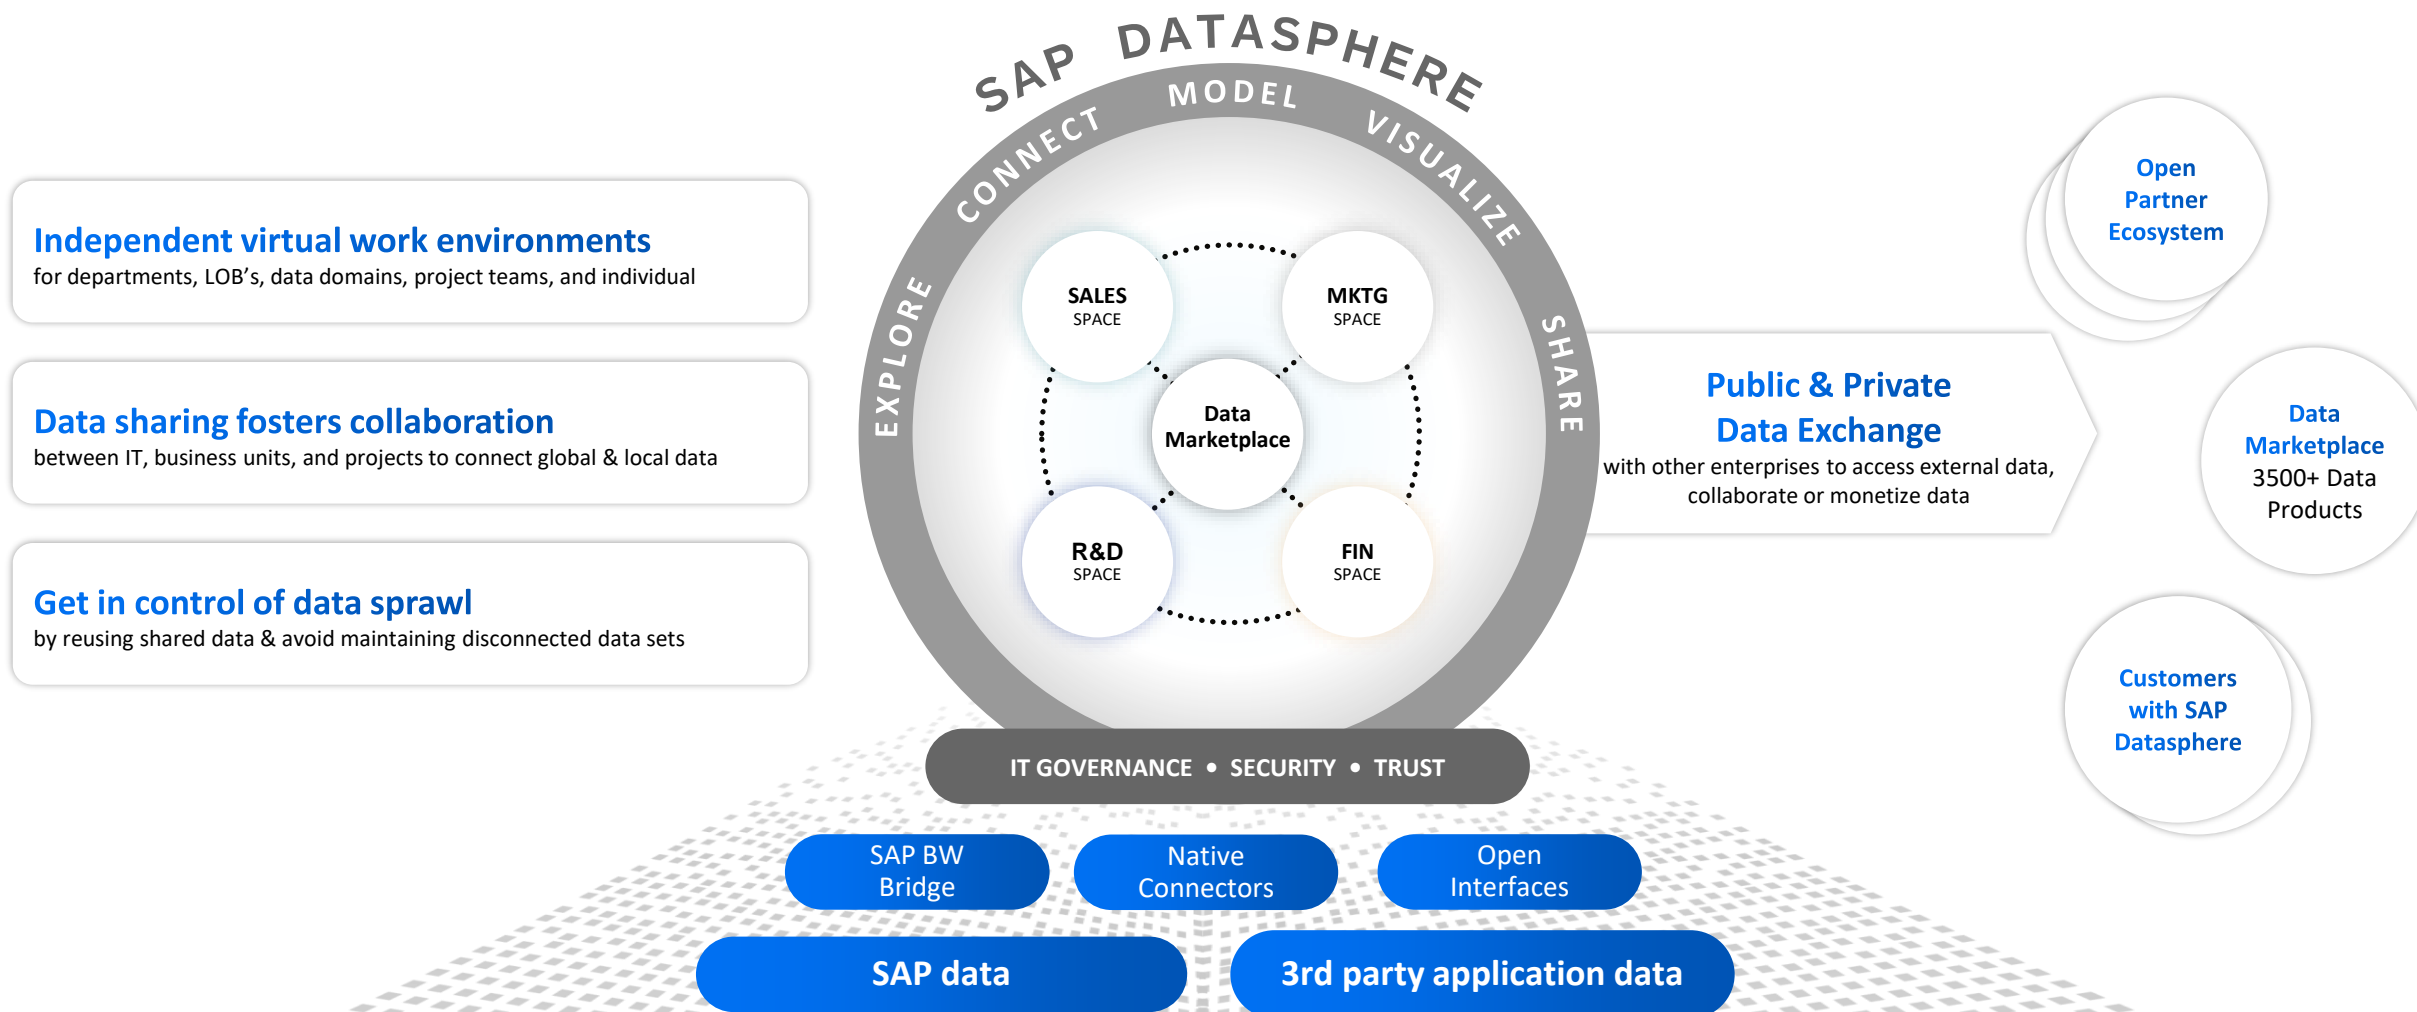 SAP DATASPHERE
EXPLORE CONNECT MODEL VISUALIZE SHARE
Independent virtual work environments
for departments, LOB's, data domains, project teams, and individual
Data sharing fosters collaboration
between IT, business units, and projects to connect global & local data
Get in control of data sprawl
by reusing shared data & avoid maintaining disconnected data sets
SALES
SPACE
MKTG
SPACE
Data
Marketplace
R&D
SPACE
FIN
SPACE
Public & Private
Data Exchange
with other enterprises to access external data,
collaborate or monetize data
Open
Partner
Ecosystem
Data
Marketplace
3500+ Data
Products
Customers
with SAP
Datasphere
IT GOVERNANCE • SECURITY • TRUST
SAP BW
Bridge
Native
Connectors
Open
Interfaces
SAP data
3rd party application data